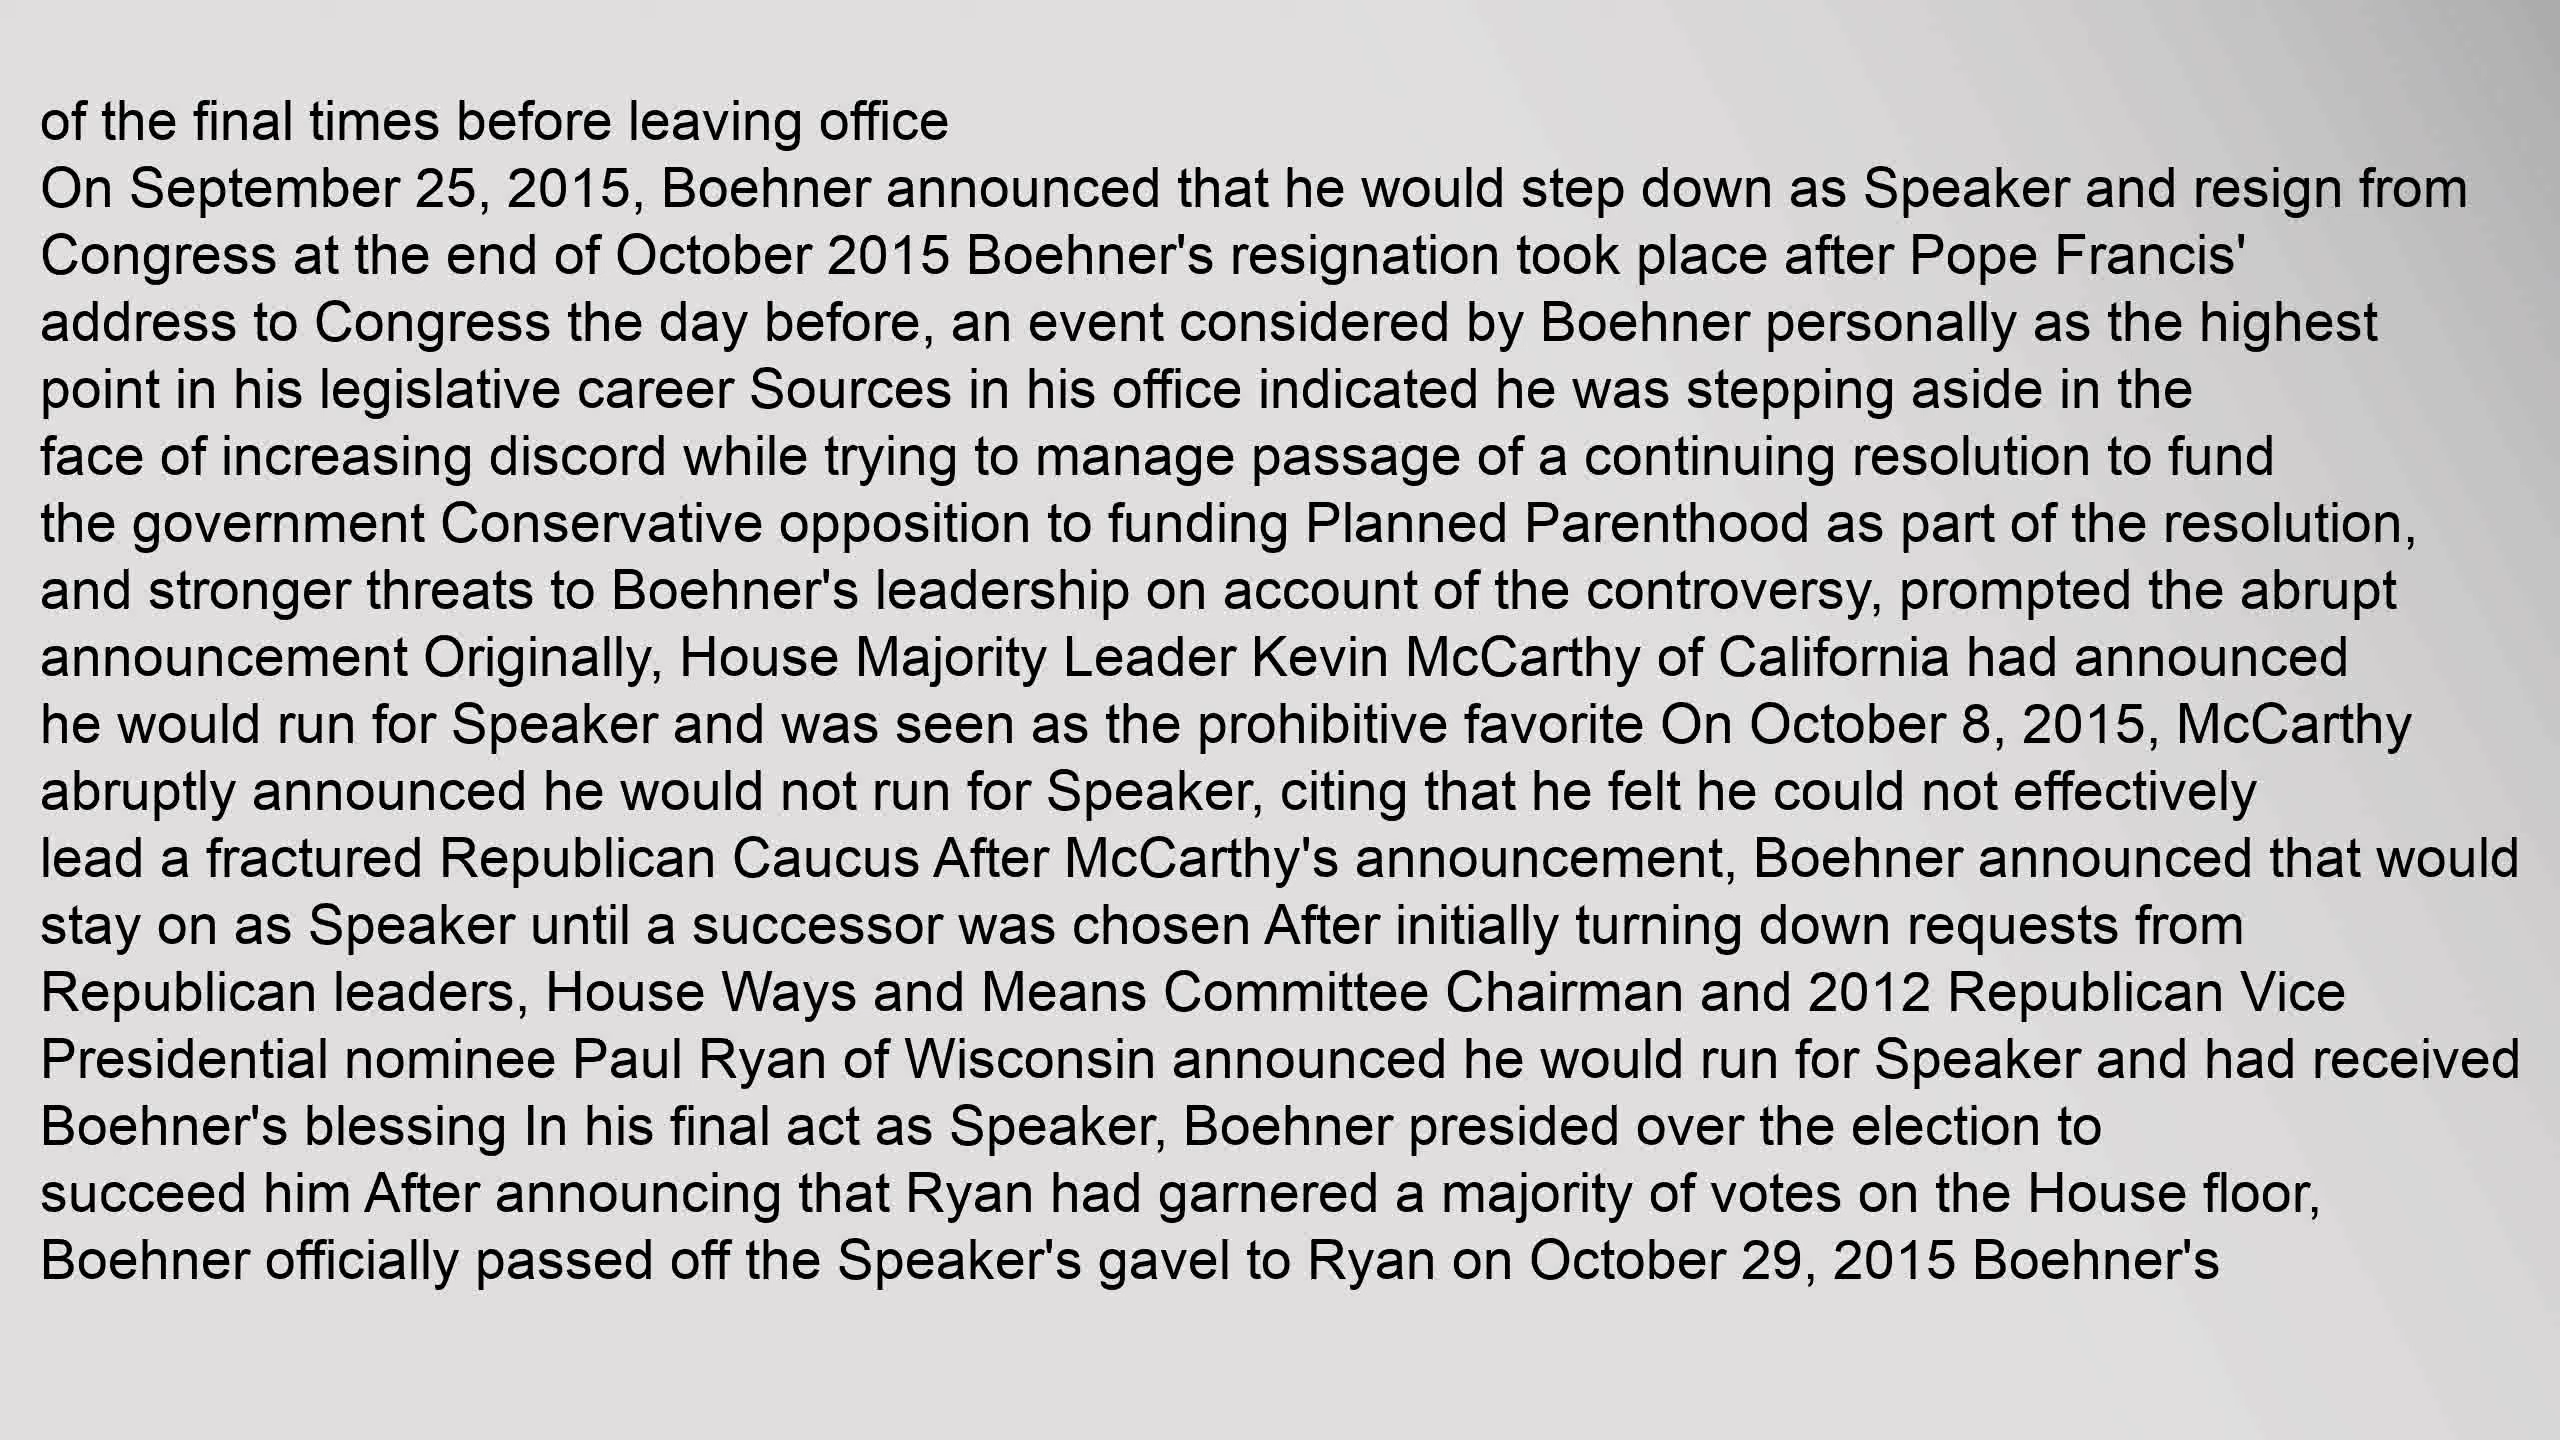 of the final times before leaving office
On September 25, 2015, Boehner announced that he would step down as Speaker and resign from
Congress at the end of October 2015 Boehner's resignation took place after Pope Francis'
address to Congress the day before, an event considered by Boehner personally as the highest
point in his legislative career Sources in his office indicated he was stepping aside in the
face of increasing discord while trying to manage passage of a continuing resolution to fund
the government Conservative opposition to funding Planned Parenthood as part of the resolution,
and stronger threats to Boehner's leadership on account of the controversy, prompted the abrupt
announcement Originally, House Majority Leader Kevin McCarthy of California had announced
he would run for Speaker and was seen as the prohibitive favorite On October 8, 2015, McCarthy
abruptly announced he would not run for Speaker, citing that he felt he could not effectively
lead a fractured Republican Caucus After McCarthy's announcement, Boehner announced that would
stay on as Speaker until a successor was chosen After initially turning down requests from
Republican leaders, House Ways and Means Committee Chairman and 2012 Republican Vice
Presidential nominee Paul Ryan of Wisconsin announced he would run for Speaker and had received
Boehner's blessing In his final act as Speaker, Boehner presided over the election to
succeed him After announcing that Ryan had garnered a majority of votes on the House floor,
Boehner officially passed off the Speaker's gavel to Ryan on October 29, 2015 Boehner's